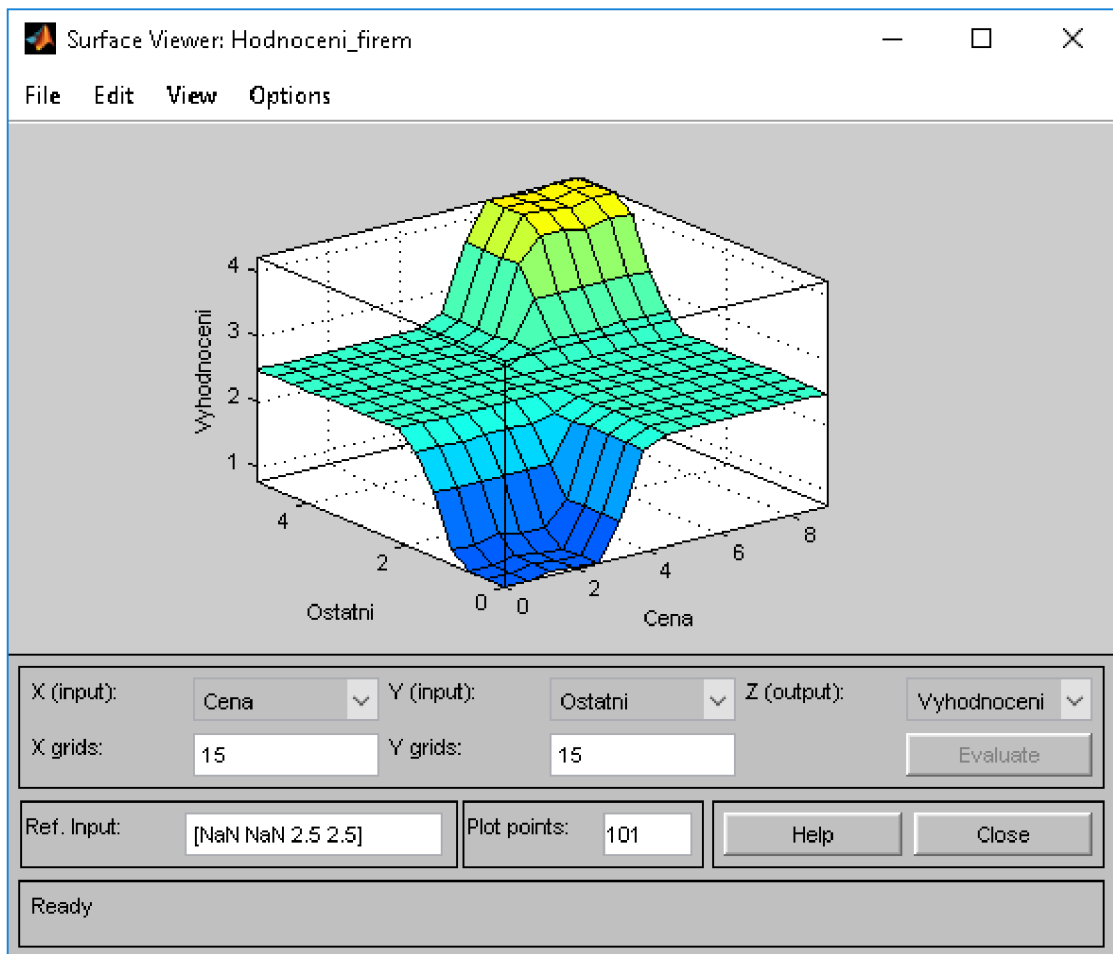 Surface Viewer: Hodnoceni_firem
File Edit View Options
4
3
2
1
Vyhodnoceni
4
2
0
Ostatni
0
2
4
6
8
Cena
X (input): Cena Y (input): Ostatni Z (output): Vyhodnoceni
X grids: 15 Y grids: 15 Evaluate
Ref. Input: [NaN NaN 2.5 2.5] Plot points: 101 Help Close
Ready